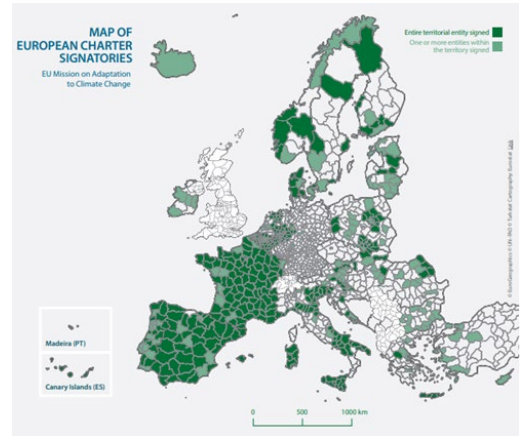 MAP OF
EUROPEAN CHARTER
SIGNATORIES
EU Mission on Adaptation
to Climate Change
Entire territorial entity signed
One or more entities within
the territory signed
Madeira (PT)
Canary Islands (ES)
0 500 1000 km